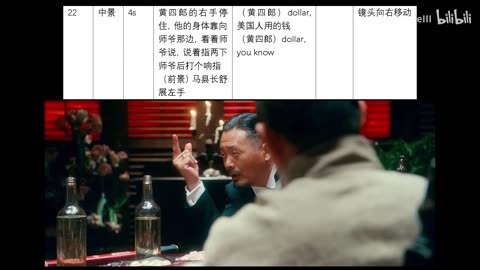 22 中景 4s 黄四郎的右手停 （黄四郎）dollar, 镜头向右移动
住，他的身体靠向 美国人用的钱
师爷那边，看着师 （黄四郎）dollar,
爷说，说着指两下 you know
师爷后打个响指
（前景）马县长舒
展左手
bilibili